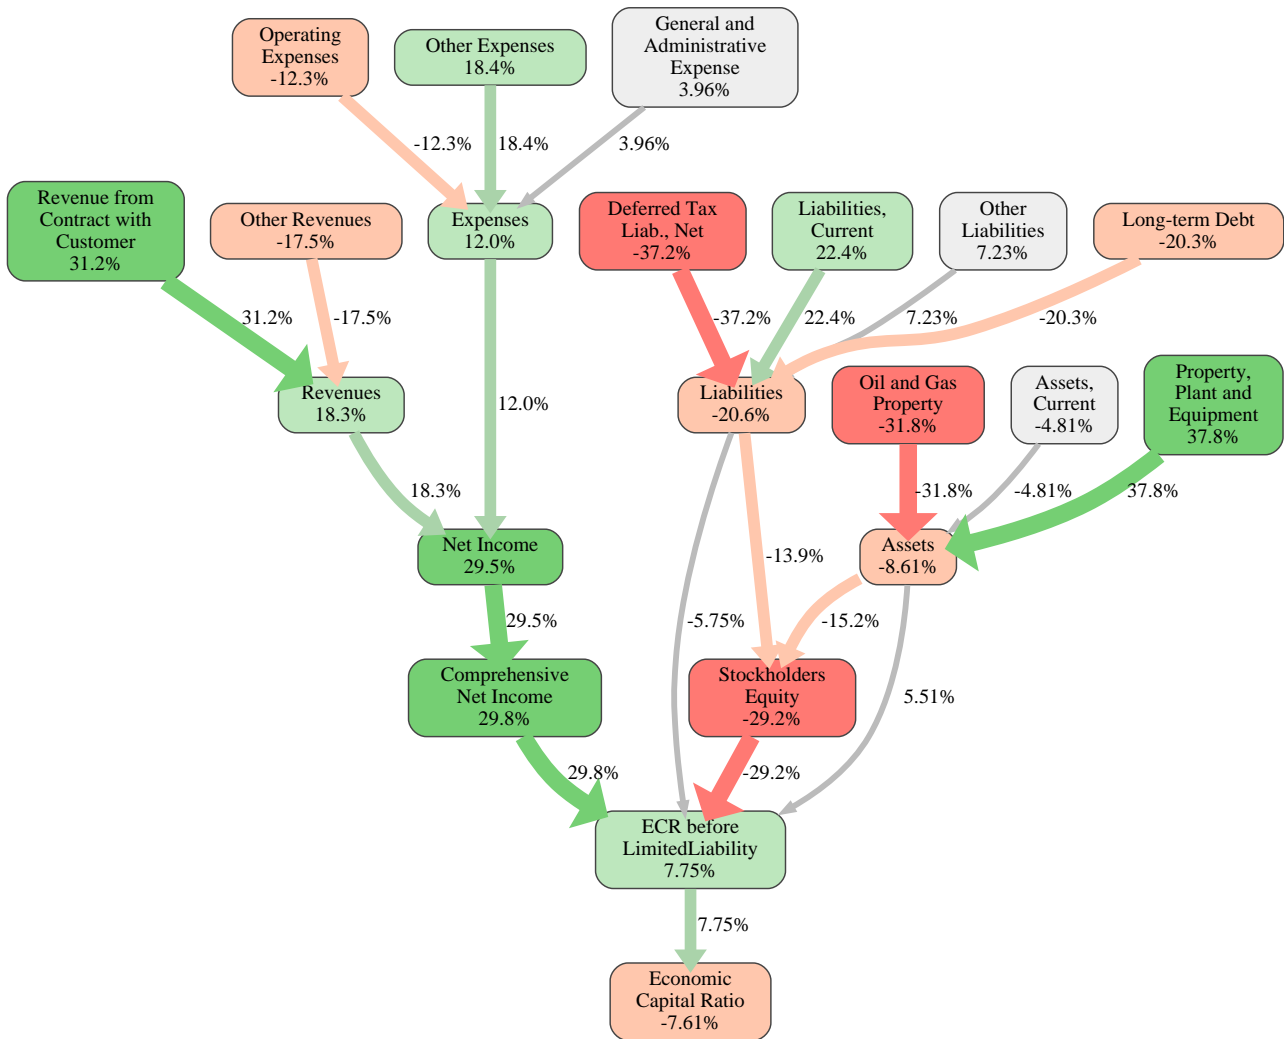 Operating
Expenses
-12.3%
Other Expenses
18.4%
General and
Administrative
Expense
3.96%
-12.3%
18.4%
3.96%
Revenue from
Contract with
Customer
31.2%
Other Revenues
-17.5%
Expenses
12.0%
Deferred Tax
Liab., Net
-37.2%
Liabilities,
Current
22.4%
Other
Liabilities
7.23%
Long-term Debt
-20.3%
31.2%
-17.5%
-37.2%
22.4%
7.23%
-20.3%
Revenues
18.3%
12.0%
Liabilities
-20.6%
Oil and Gas
Property
-31.8%
Assets,
Current
-4.81%
Property,
Plant and
Equipment
37.8%
18.3%
-31.8%
-4.81%
37.8%
Net Income
29.5%
-13.9%
Assets
-8.61%
29.5%
-5.75%
-15.2%
Comprehensive
Net Income
29.8%
Stockholders
Equity
-29.2%
5.51%
29.8%
-29.2%
ECR before
LimitedLiability
7.75%
7.75%
Economic
Capital Ratio
-7.61%